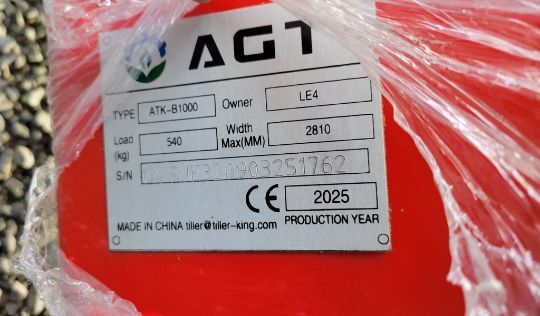 AGT
TYPE ATK-B1000 Owner LE4
Load (kg) 540 Width Max(MM) 2810
S/N
CE 2025
MADE IN CHINA tiller@tiller-king.com PRODUCTION YEAR